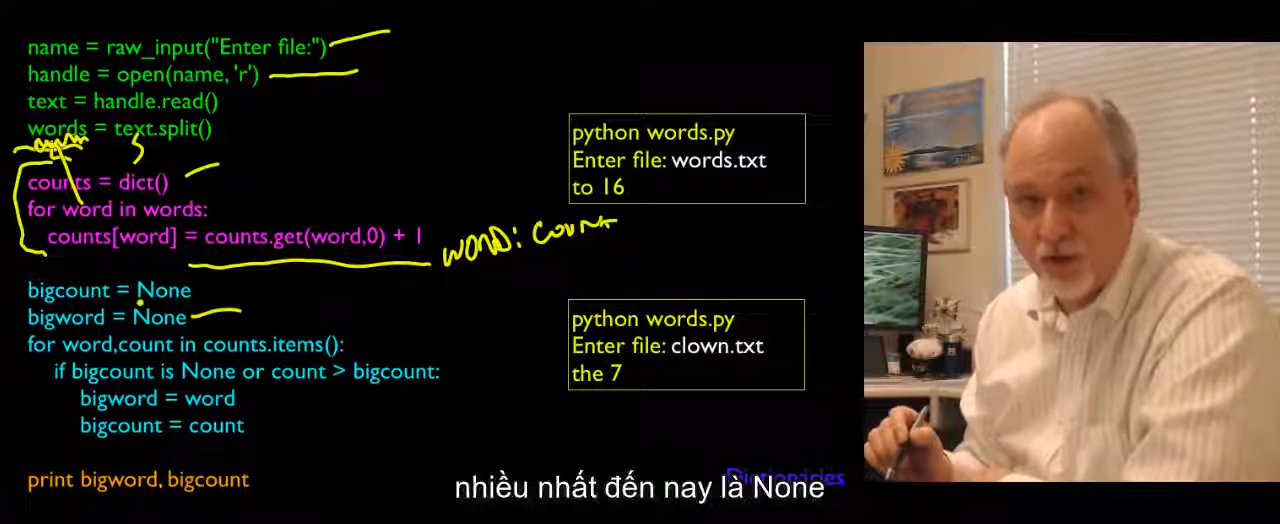 name = raw_input("Enter file:")
handle = open(name, 'r')
text = handle.read()
words = text.split()
counts = dict()
for word in words:
counts[word] = counts.get(word,0) + 1
WORD: COUNT
bigcount = None
bigword = None
for word,count in counts.items():
if bigcount is None or count > bigcount:
bigword = word
bigcount = count
print bigword, bigcount
python words.py
Enter file: words.txt
to 16
python words.py
Enter file: clown.txt
the 7
Dictionaries
nhiều nhất đến nay là None